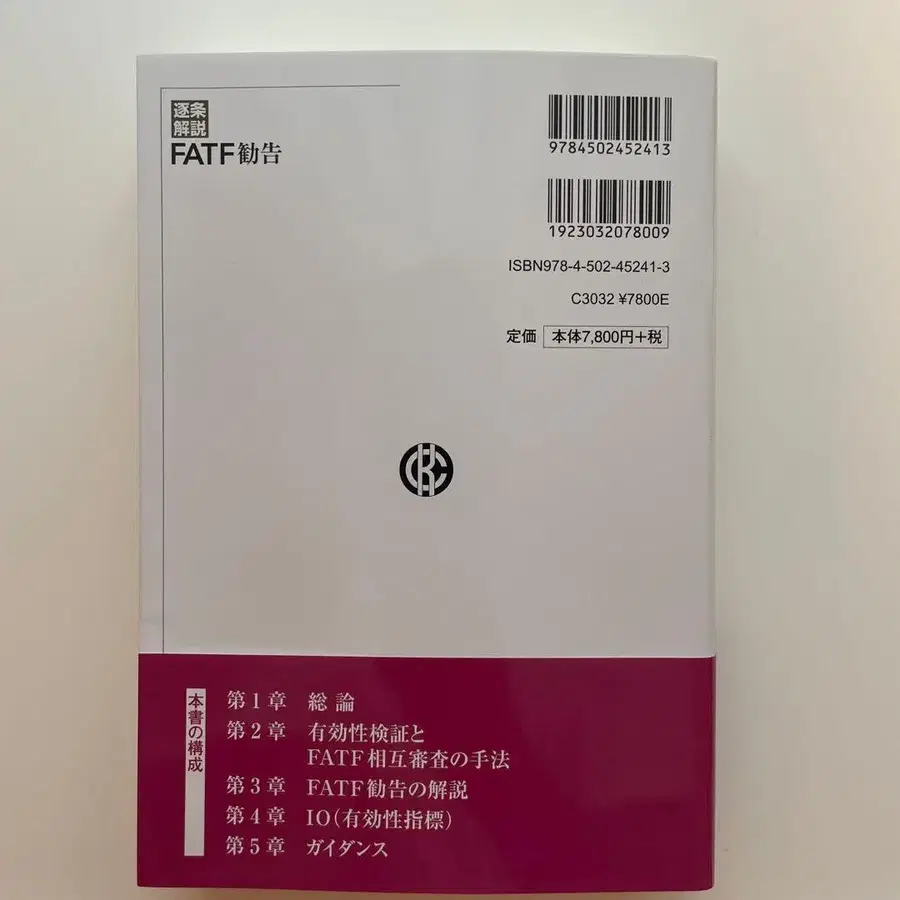 逐条
解説
FATF勧告
9784502452413
1923032078009
ISBN978-4-502-45241-3
C3032 ¥7800E
定価 本体7,800円+税
本書の構成
第1章 総論
第2章 有効性検証と
FATF相互審査の手法
第3章 FATF勧告の解説
第4章 IO(有効性指標)
第5章 ガイダンス